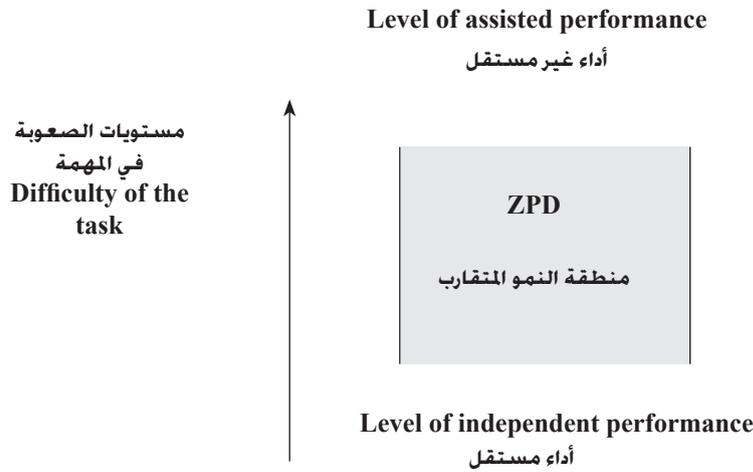 Level of assisted performance
أداء غير مستقل
مستويات الصعوبة
في المهمة
Difficulty of the
task
ZPD
منطقة النمو المتقارب
Level of independent performance
أداء مستقل